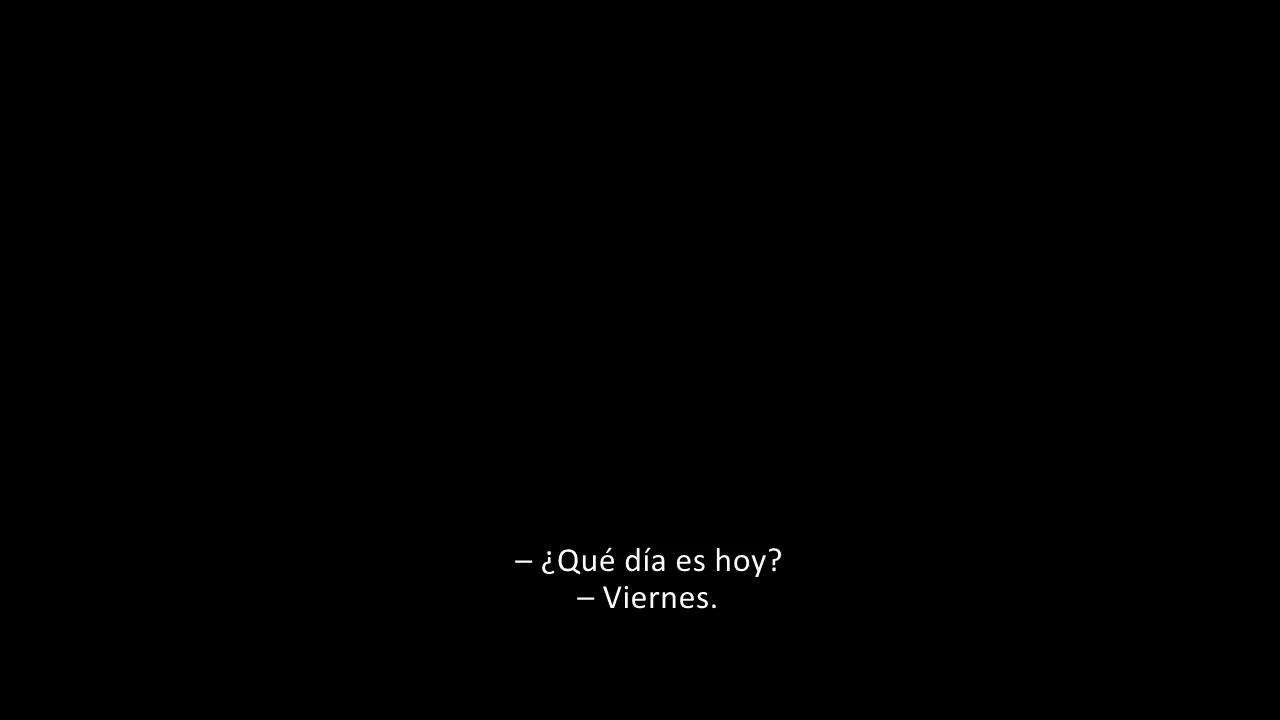 – ¿Qué día es hoy?
– Viernes.